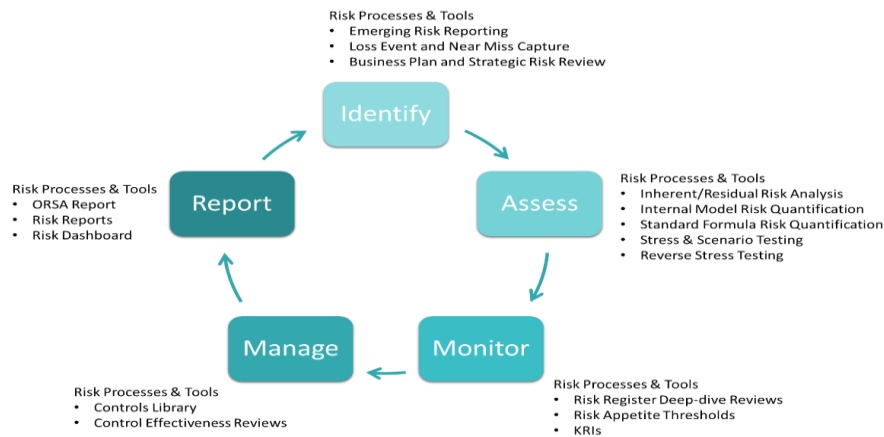 Risk Processes & Tools
• Emerging Risk Reporting
• Loss Event and Near Miss Capture
• Business Plan and Strategic Risk Review
Identify
Risk Processes & Tools
• ORSA Report
• Risk Reports
• Risk Dashboard
Report
Assess
Risk Processes & Tools
• Inherent/Residual Risk Analysis
• Internal Model Risk Quantification
• Standard Formula Risk Quantification
• Stress & Scenario Testing
• Reverse Stress Testing
Manage
Monitor
Risk Processes & Tools
• Controls Library
• Control Effectiveness Reviews
Risk Processes & Tools
• Risk Register Deep-dive Reviews
• Risk Appetite Thresholds
• KRIs